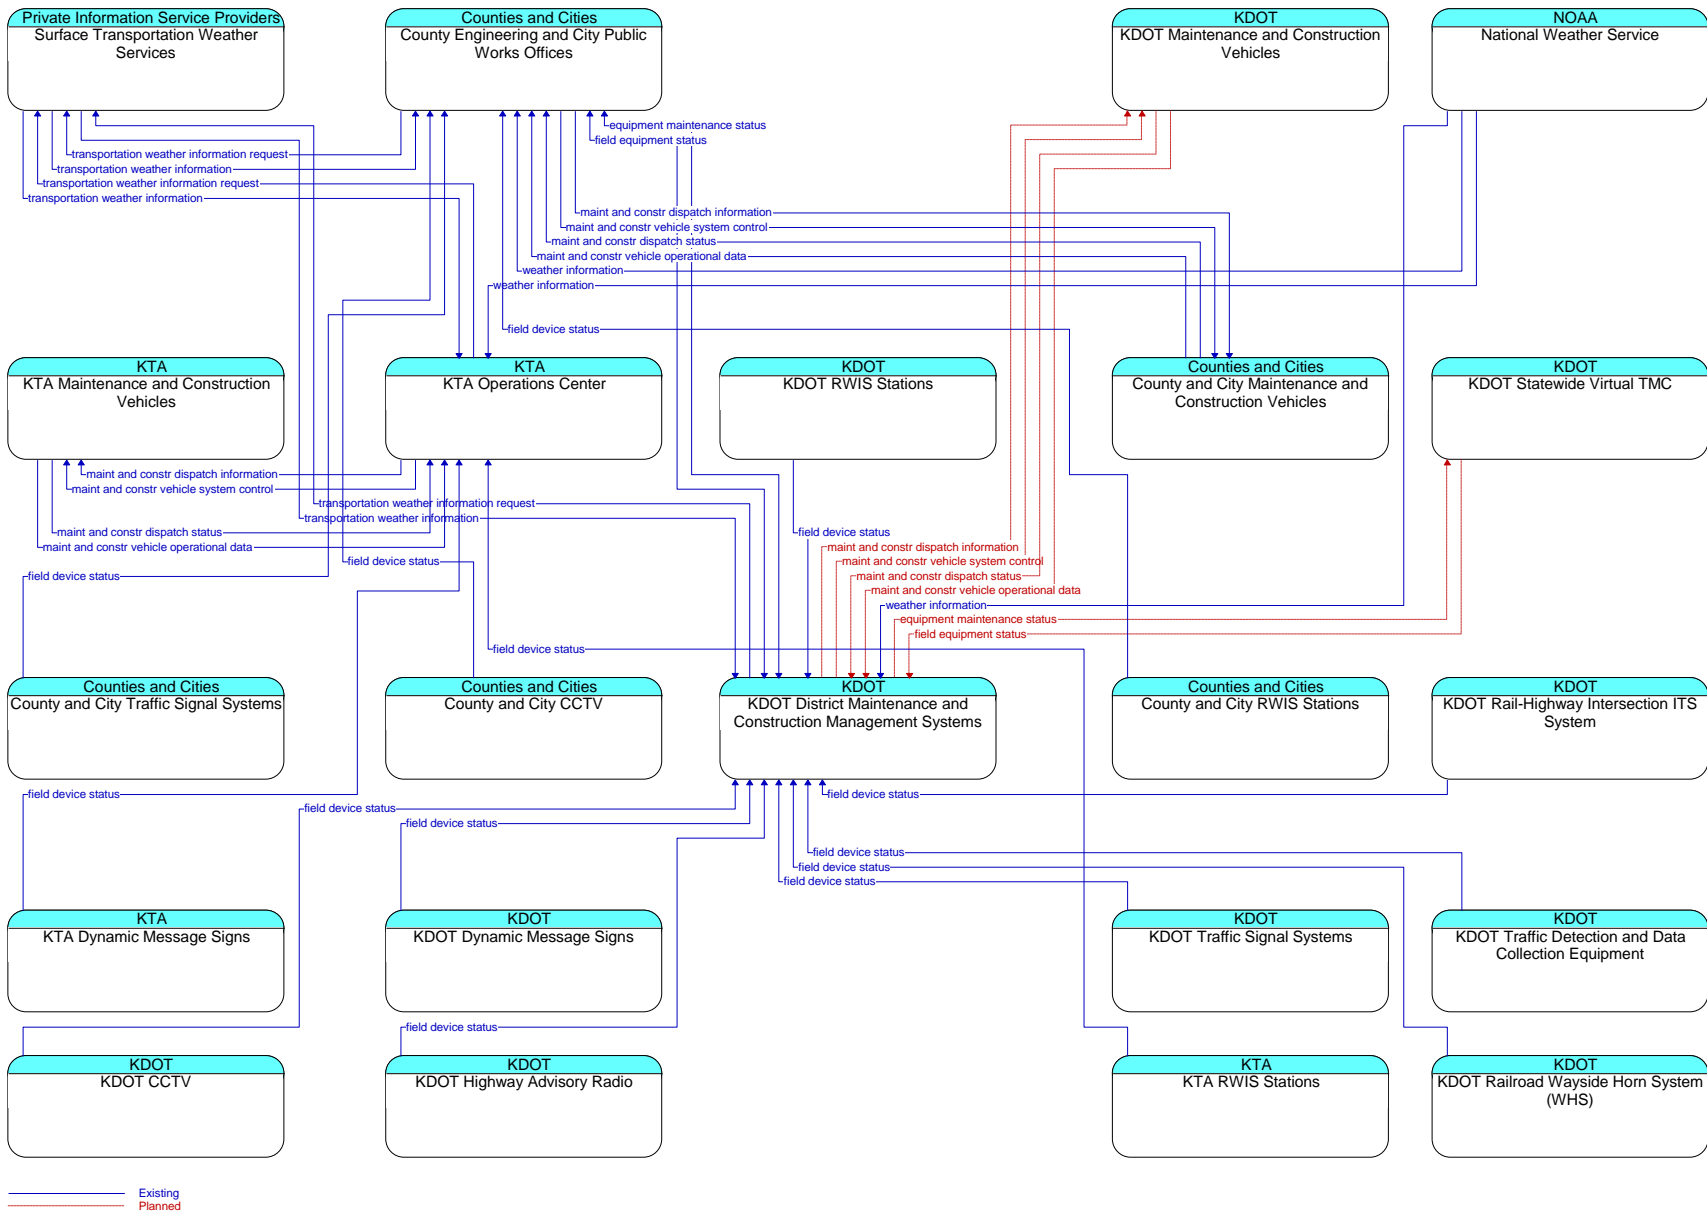 Private Information Service Providers
Surface Transportation Weather
Services
Counties and Cities
County Engineering and City Public
Works Offices
KDOT
KDOT Maintenance and Construction
Vehicles
NOAA
National Weather Service
equipment maintenance status
field equipment status
transportation weather information request
transportation weather information
transportation weather information request
transportation weather information
maint and constr dispatch information
maint and constr vehicle system control
maint and constr dispatch status
maint and constr vehicle operational data
weather information
weather information
field device status
KTA
KTA Maintenance and Construction
Vehicles
KTA
KTA Operations Center
KDOT
KDOT RWIS Stations
Counties and Cities
County and City Maintenance and
Construction Vehicles
KDOT
KDOT Statewide Virtual TMC
maint and constr dispatch information
maint and constr vehicle system control
transportation weather information request
transportation weather information
maint and constr dispatch status
maint and constr vehicle operational data
field device status
maint and constr dispatch information
maint and constr vehicle system control
maint and constr dispatch status
maint and constr vehicle operational data
field device status
field device status
weather information
equipment maintenance status
field equipment status
field device status
Counties and Cities
County and City Traffic Signal Systems
Counties and Cities
County and City CCTV
KDOT
KDOT District Maintenance and
Construction Management Systems
Counties and Cities
County and City RWIS Stations
KDOT
KDOT Rail-Highway Intersection ITS
System
field device status
field device status
field device status
field device status
field device status
field device status
field device status
KTA
KTA Dynamic Message Signs
KDOT
KDOT Dynamic Message Signs
KDOT
KDOT Traffic Signal Systems
KDOT
KDOT Traffic Detection and Data
Collection Equipment
field device status
KDOT
KDOT CCTV
KDOT
KDOT Highway Advisory Radio
KTA
KTA RWIS Stations
KDOT
KDOT Railroad Wayside Horn System
(WHS)
Existing
Planned